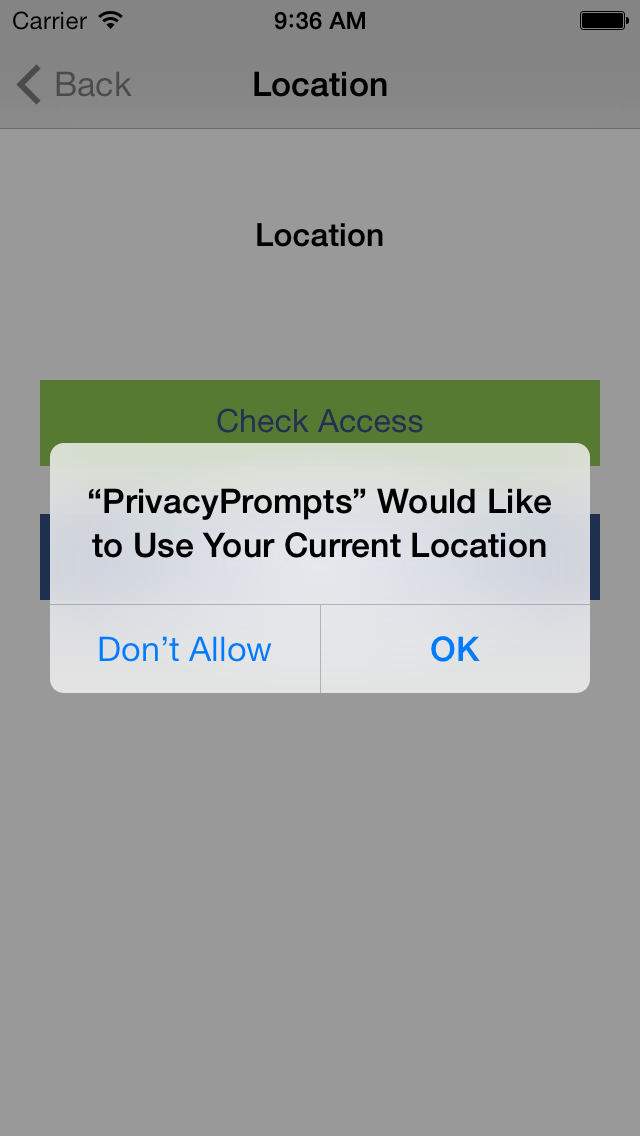 Carrier 9:36 AM
Back Location
Location
Check Access
“PrivacyPrompts” Would Like
to Use Your Current Location
Don’t Allow OK